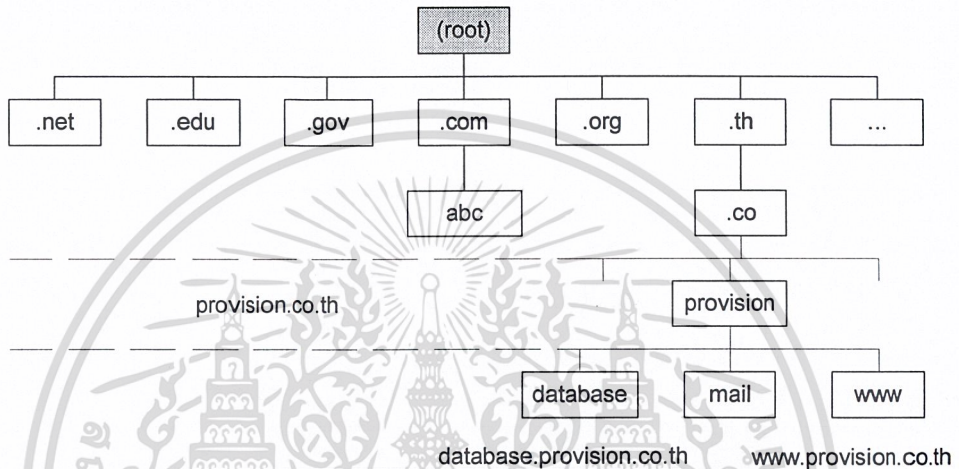 (root)
.net .edu .gov .com .org .th ...
abc .co
provision.co.th provision
database mail www
database.provision.co.th www.provision.co.th